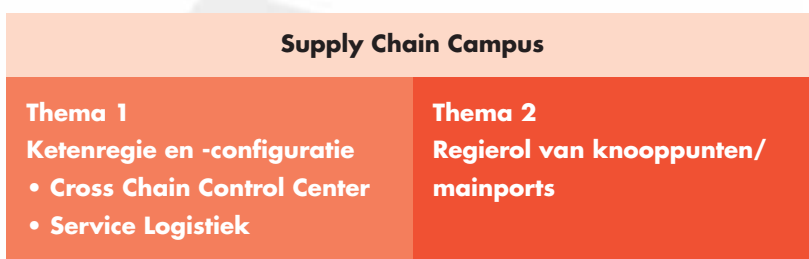 Supply Chain Campus
Thema 1
Ketenregie en -configuratie
• Cross Chain Control Center
• Service Logistiek
Thema 2
Regierol van knooppunten/
mainports